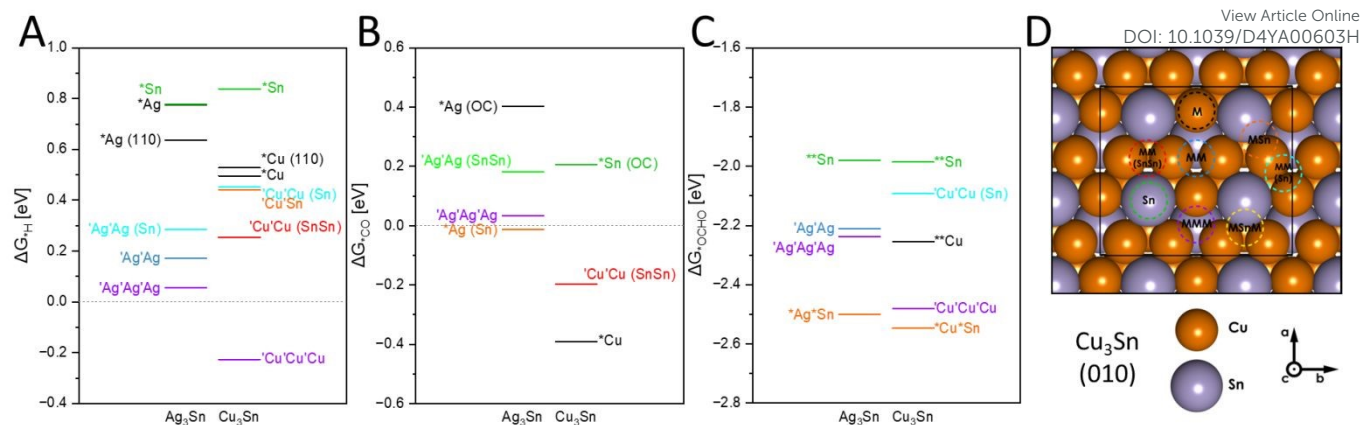 View Article Online
DOI: 10.1039/D4YA00603H
A
ΔG*H [eV]
1.0
0.8
0.6
0.4
0.2
0.0
−0.2
−0.4
*Sn
*Ag
*Ag (110)
'Ag'Ag (Sn)
'Ag'Ag
'Ag'Ag'Ag
*Sn
*Cu (110)
*Cu
'Cu'Cu (Sn)
'Cu'Sn
'Cu'Cu (SnSn)
'Cu'Cu'Cu
Ag3Sn Cu3Sn
B
ΔG*CO [eV]
0.6
0.4
0.2
0.0
−0.2
−0.4
−0.6
*Ag (OC)
'Ag'Ag (SnSn)
'Ag'Ag'Ag
*Ag (Sn)
*Sn (OC)
'Cu'Cu (SnSn)
*Cu
Ag3Sn Cu3Sn
C
ΔG*OCHO [eV]
−1.6
−1.8
−2.0
−2.2
−2.4
−2.6
−2.8
**Sn
'Ag'Ag
'Ag'Ag'Ag
*Ag*Sn
**Sn
'Cu'Cu (Sn)
**Cu
'Cu'Cu'Cu
*Cu*Sn
Ag3Sn Cu3Sn
D
M
MSn
MM
(SnSn)
MM
MM
(Sn)
Sn
MMM
MSnM
Cu3Sn
(010)
Cu
Sn
a
c
b